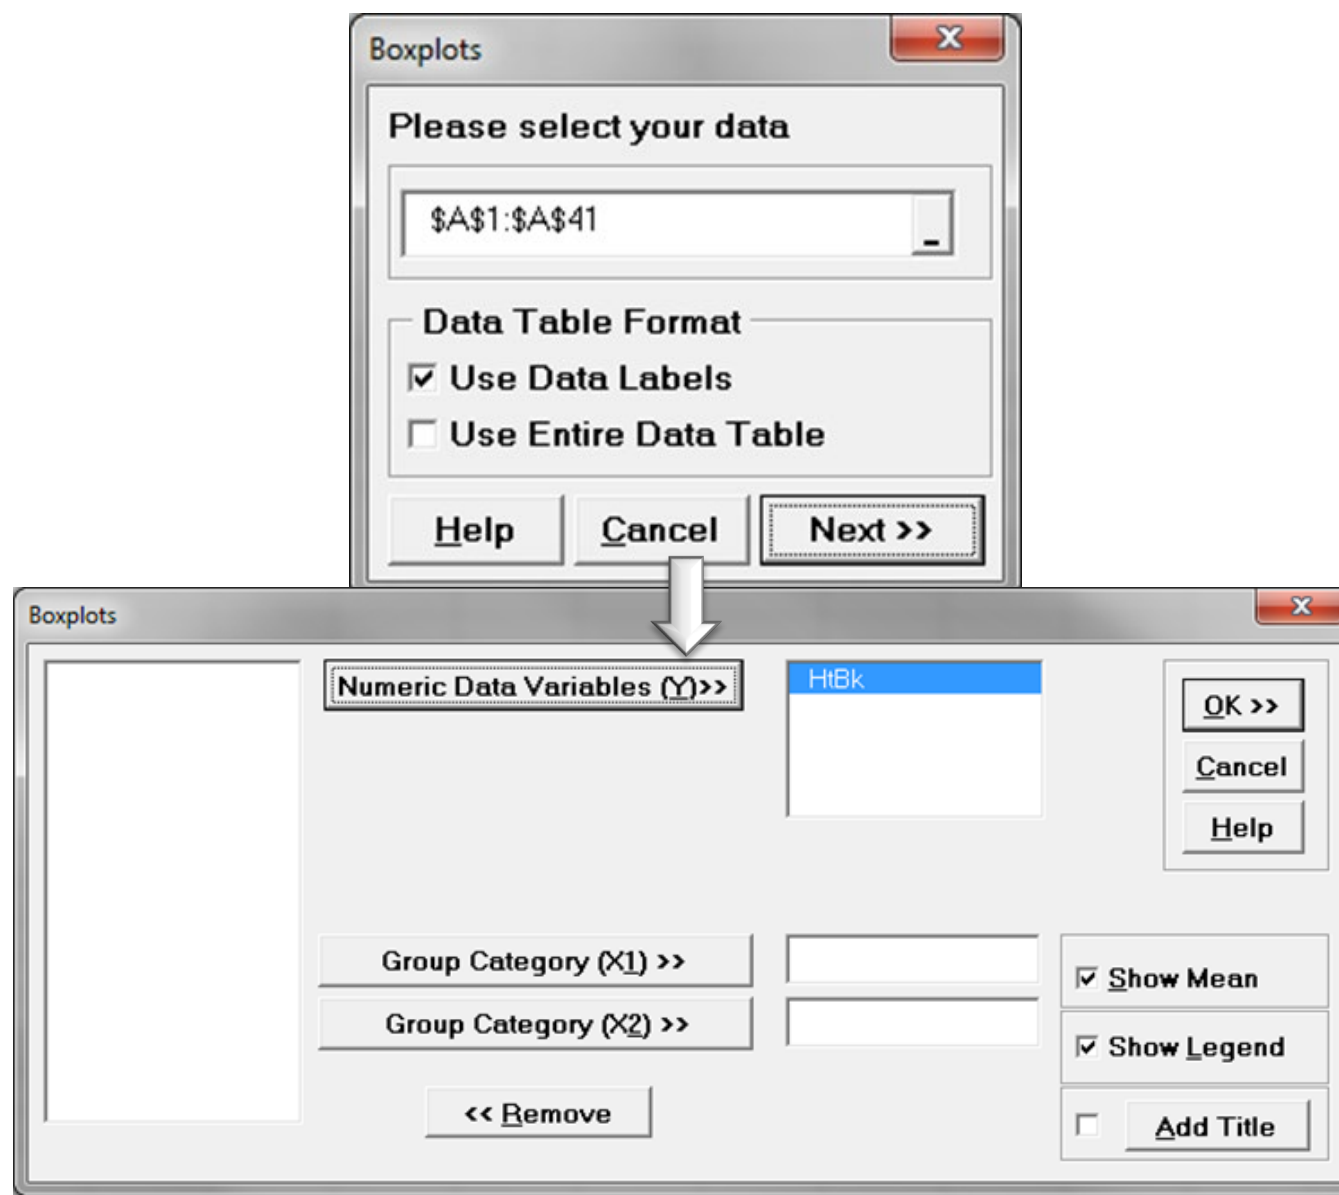 Boxplots
Please select your data
$A$1:$A$41
Data Table Format
Use Data Labels
Use Entire Data Table
Help Cancel Next >>
Boxplots
Numeric Data Variables (Y)>> HtBk
OK >>
Cancel
Help
Group Category (X1) >>
Show Mean
Group Category (X2) >>
Show Legend
<< Remove
Add Title